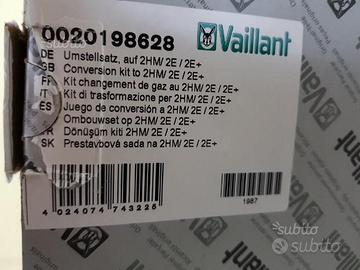 0020198628
Vaillant
DE Umstellsatz, auf 2HM/ 2E / 2E+
GB Conversion kit to 2HM/ 2E / 2E+
FR Kit changement de gaz au 2HM/ 2E / 2E+
IT Kit di trasformazione per 2HM/ 2E / 2E+
ES Juego de conversión a 2HM/ 2E / 2E+
Ombouwset op 2HM/ 2E / 2E+
TR Dönüşüm kiti 2HM/ 2E / 2E+
SK Prestavbová sada na 2HM/ 2E / 2E+
4 024074 743225
1987
Vaillant
subito subito